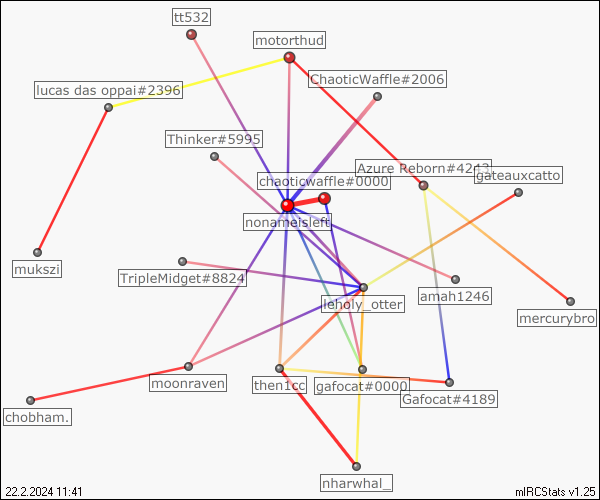 tt532
motorthud
ChaoticWaffle#2006
lucas das oppai#2396
Thinker#5995
Azure Reborn#4243
gateauxcatto
chaoticwaffle#0000
nonameisleft
mukszi
TripleMidget#8824
amah1246
leholy_otter
mercurybro
moonraven
then1cc
gafocat#0000
Gafocat#4189
chobham.
nharwhal_
22.2.2024 11:41
mIRCStats v1.25